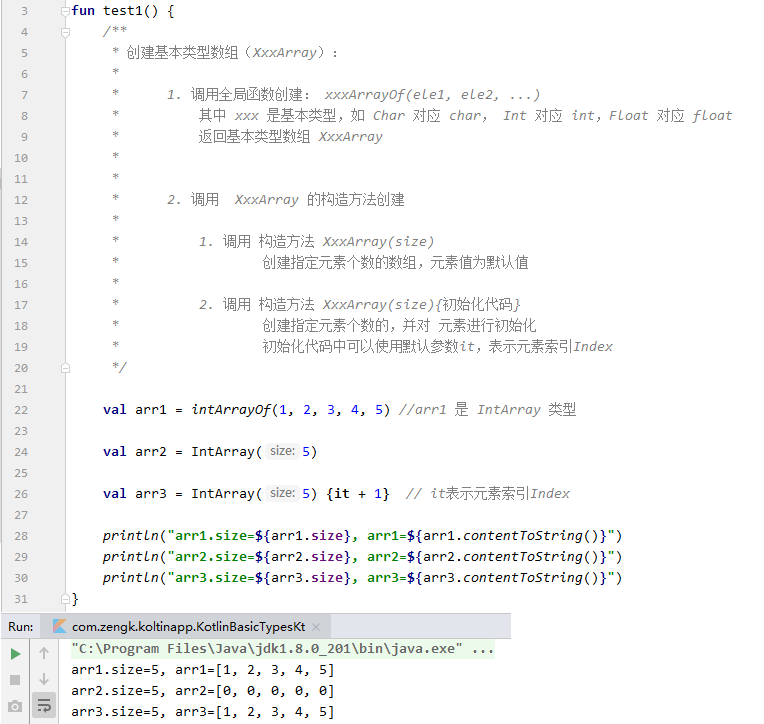 3 fun test1() {
4 /**
5 * 创建基本类型数组（XxxArray）：
6 *
7 * 1. 调用全局函数创建： xxxArrayOf(ele1, ele2, ...)
8 * 其中 xxx 是基本类型，如 Char 对应 char， Int 对应 int，Float 对应 float
9 * 返回基本类型数组 XxxArray
10 *
11 *
12 * 2. 调用 XxxArray 的构造方法创建
13 *
14 * 1. 调用 构造方法 XxxArray(size)
15 * 创建指定元素个数的数组，元素值为默认值
16 *
17 * 2. 调用 构造方法 XxxArray(size){初始化代码}
18 * 创建指定元素个数的，并对 元素进行初始化
19 * 初始化代码中可以使用默认参数it，表示元素索引Index
20 */
21
22 val arr1 = intArrayOf(1, 2, 3, 4, 5) //arr1 是 IntArray 类型
23
24 val arr2 = IntArray( size: 5)
25
26 val arr3 = IntArray( size: 5) {it + 1} // it表示元素索引Index
27
28 println("arr1.size=${arr1.size}, arr1=${arr1.contentToString()}")
29 println("arr2.size=${arr2.size}, arr2=${arr2.contentToString()}")
30 println("arr3.size=${arr3.size}, arr3=${arr3.contentToString()}")
31 }
Run: com.zengk.koltinapp.KotlinBasicTypesKt ×
"C:\Program Files\Java\jdk1.8.0_201\bin\java.exe" ...
arr1.size=5, arr1=[1, 2, 3, 4, 5]
arr2.size=5, arr2=[0, 0, 0, 0, 0]
arr3.size=5, arr3=[1, 2, 3, 4, 5]